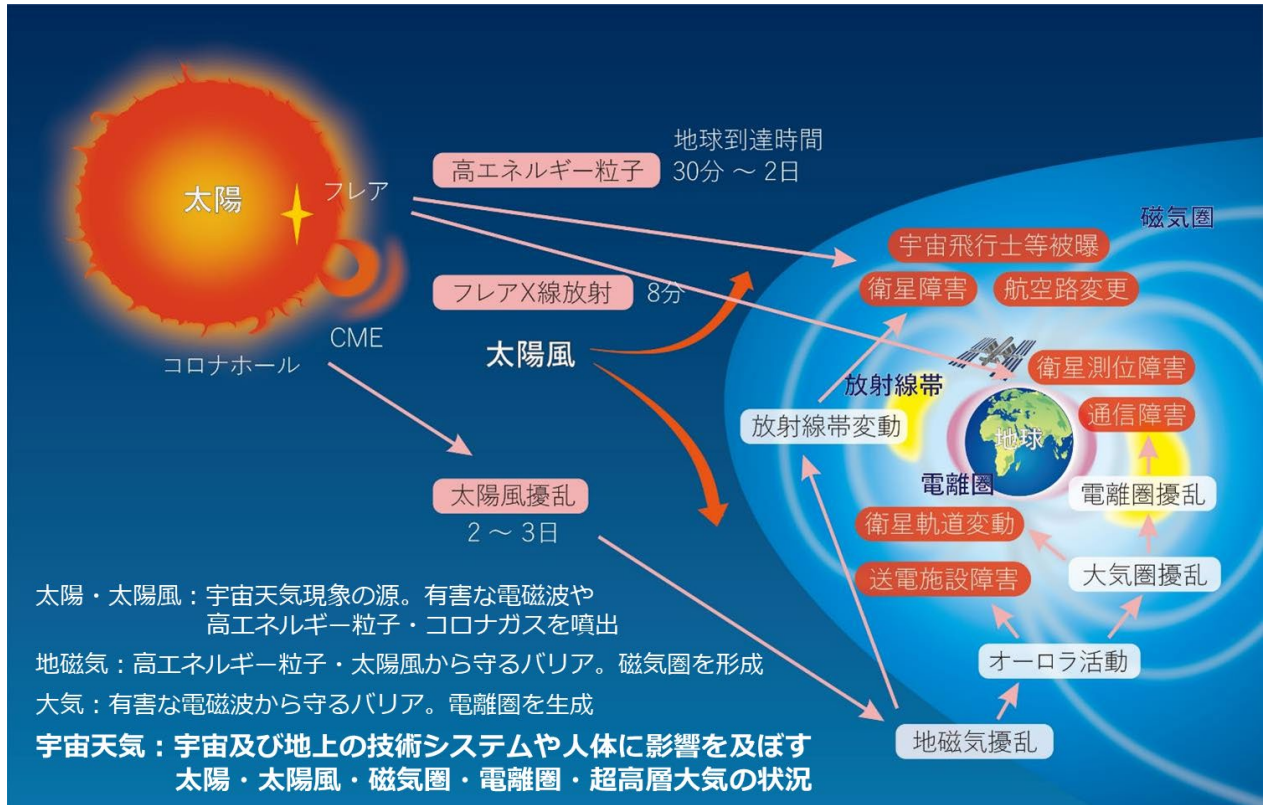 太陽
フレア
高エネルギー粒子
地球到達時間
30分 ～ 2日
フレアX線放射
8分
CME
コロナホール
太陽風
太陽風擾乱
2 ～ 3日
磁気圏
宇宙飛行士等被曝
衛星障害
航空路変更
衛星測位障害
放射線帯
通信障害
放射線帯変動
地球
電離圏
電離圏擾乱
衛星軌道変動
大気圏擾乱
送電施設障害
オーロラ活動
地磁気擾乱
太陽・太陽風：宇宙天気現象の源。有害な電磁波や
高エネルギー粒子・コロナガスを噴出
地磁気：高エネルギー粒子・太陽風から守るバリア。磁気圏を形成
大気：有害な電磁波から守るバリア。電離圏を生成
宇宙天気：宇宙及び地上の技術システムや人体に影響を及ぼす
太陽・太陽風・磁気圏・電離圏・超高層大気の状況